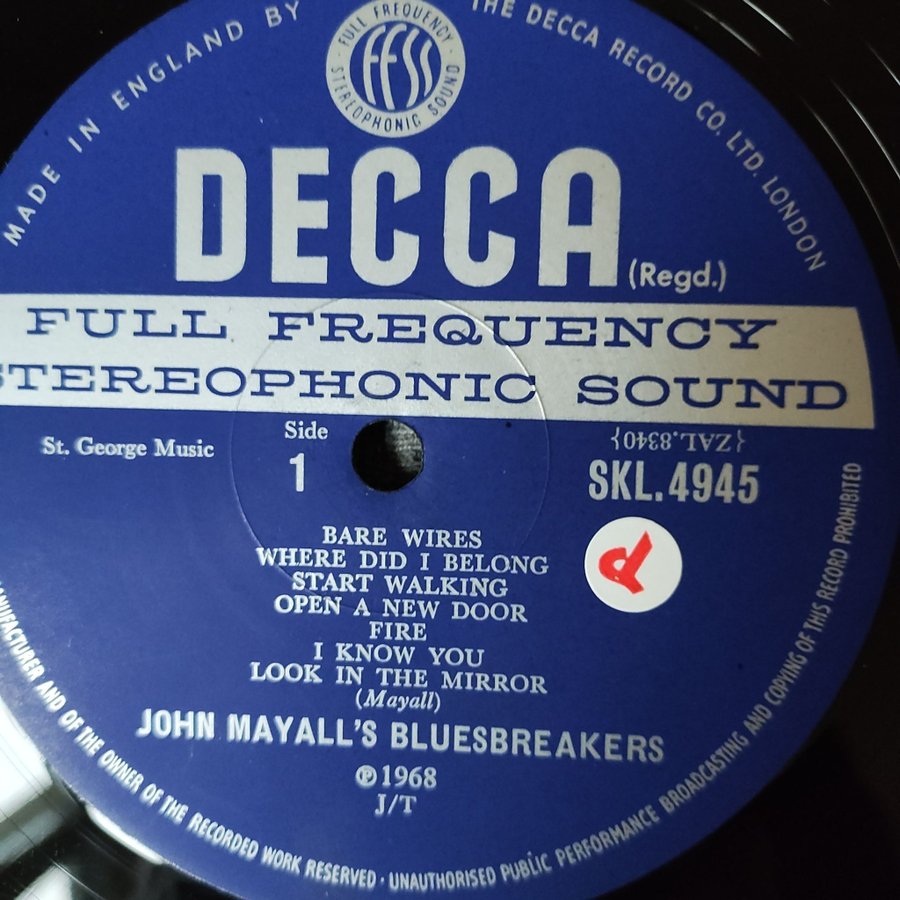 MADE IN ENGLAND BY
THE DECCA RECORD CO. LTD. LONDON
FULL FREQUENCY
STEREOPHONIC SOUND
FFSS
DECCA (Regd.)
FULL FREQUENCY
STEREOPHONIC SOUND
St. George Music
Side
1
{ZAL.8340}
SKL.4945
BARE WIRES
WHERE DID I BELONG
START WALKING
OPEN A NEW DOOR
FIRE
I KNOW YOU
LOOK IN THE MIRROR
(Mayall)
JOHN MAYALL'S BLUESBREAKERS
℗1968
J/T
MANUFACTURER AND OF THE OWNER OF THE RECORDED WORK RESERVED · UNAUTHORISED PUBLIC PERFORMANCE BROADCASTING AND COPYING OF THIS RECORD PROHIBITED